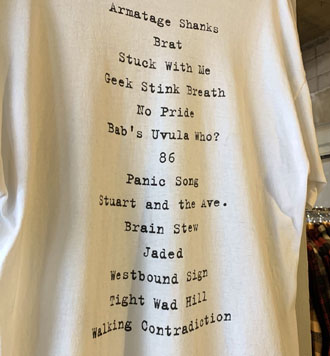 Armatage Shanks
Brat
Stuck With Me
Geek Stink Breath
No Pride
Bab's Uvula Who?
86
Panic Song
Stuart and the Ave.
Brain Stew
Jaded
Westbound Sign
Tight Wad Hill
Walking Contradiction